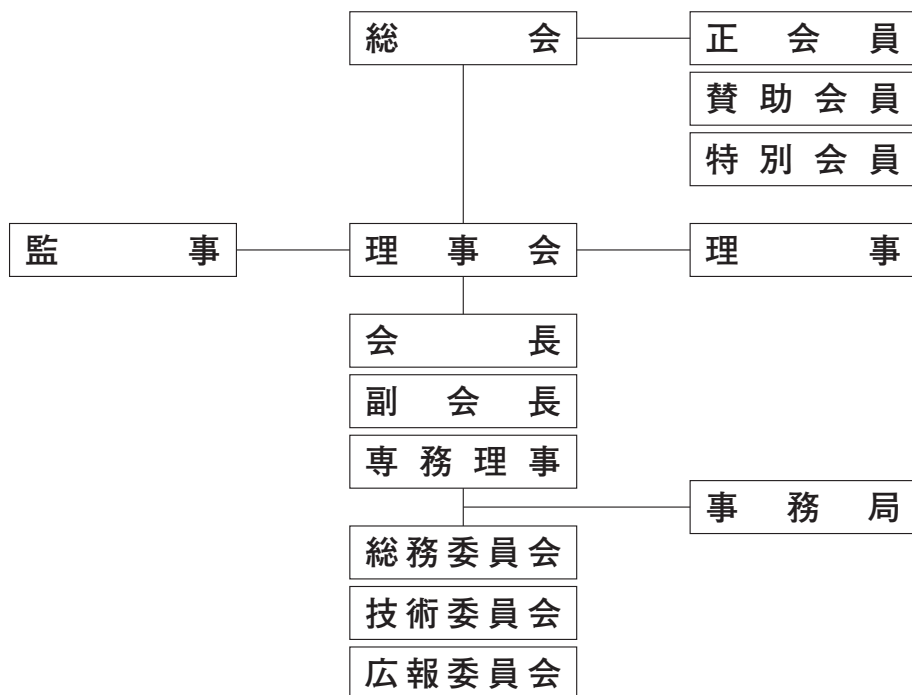 総会
正会員
賛助会員
特別会員
監事
理事会
理事
会長
副会長
専務理事
事務局
総務委員会
技術委員会
広報委員会